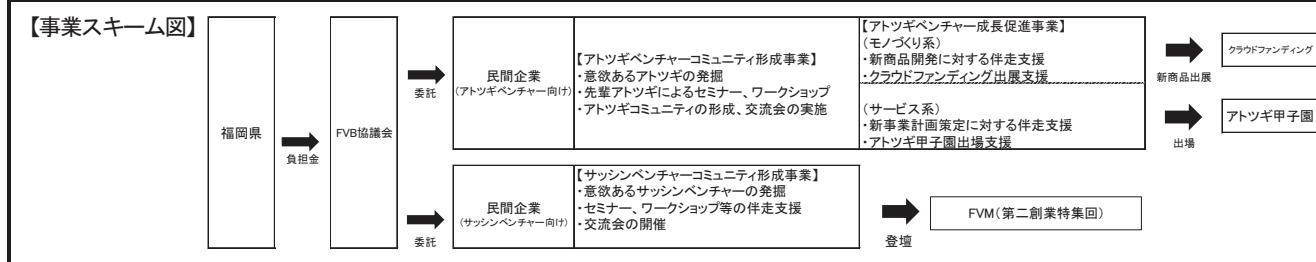 【事業スキーム図】
福岡県
負担金
FVB協議会
委託
民間企業
(アトツギベンチャー向け)
【アトツギベンチャーコミュニティ形成事業】
・意欲あるアトツギの発掘
・先輩アトツギによるセミナー、ワークショップ
・アトツギコミュニティの形成、交流会の実施
【アトツギベンチャー成長促進事業】
(モノづくり系)
・新商品開発に対する伴走支援
・クラウドファンディング出展支援
新商品出展
クラウドファンディング
(サービス系)
・新事業計画策定に対する伴走支援
・アトツギ甲子園出場支援
出場
アトツギ甲子園
委託
民間企業
(サッシンベンチャー向け)
【サッシンベンチャーコミュニティ形成事業】
・意欲あるサッシンベンチャーの発掘
・セミナー、ワークショップ等の伴走支援
・交流会の開催
登壇
FVM(第二創業特集回)